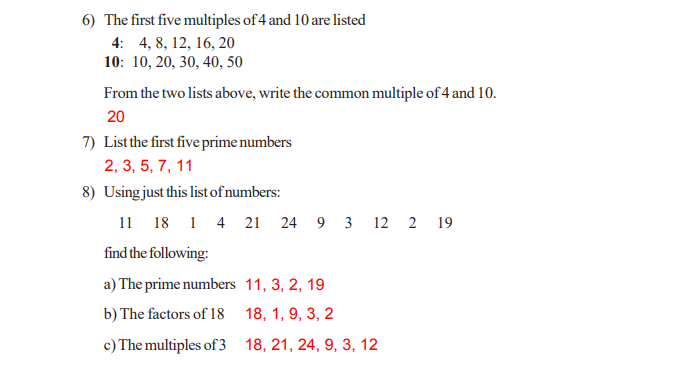 6) The first five multiples of 4 and 10 are listed
4: 4, 8, 12, 16, 20
10: 10, 20, 30, 40, 50
From the two lists above, write the common multiple of 4 and 10.
20
7) List the first five prime numbers
2, 3, 5, 7, 11
8) Using just this list of numbers:
11 18 1 4 21 24 9 3 12 2 19
find the following:
a) The prime numbers 11, 3, 2, 19
b) The factors of 18 18, 1, 9, 3, 2
c) The multiples of 3 18, 21, 24, 9, 3, 12